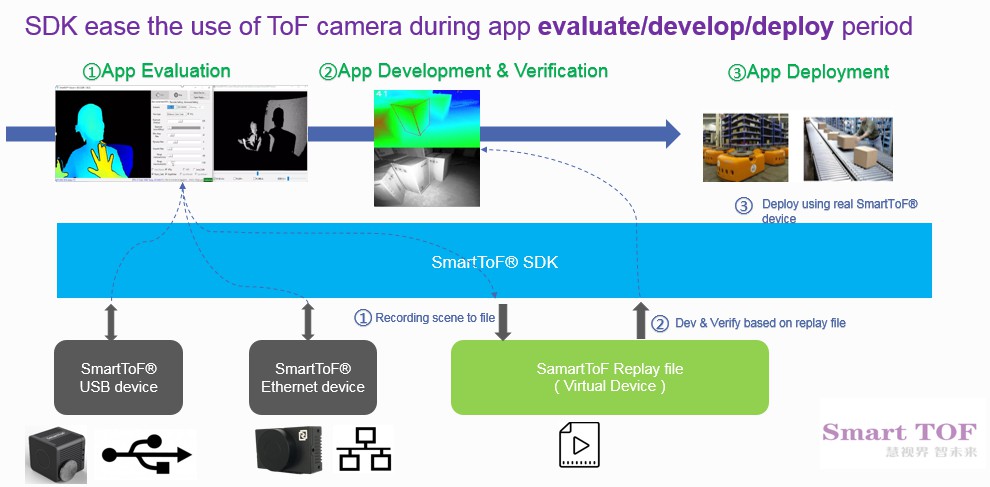 SDK ease the use of ToF camera during app evaluate/develop/deploy period
①App Evaluation
②App Development & Verification
③App Deployment
4.1
③ Deploy using real SmartToF®
device
SmartToF® SDK
① Recording scene to file
② Dev & Verify based on replay file
SmartToF®
USB device
SmartToF®
Ethernet device
SamartToF Replay file
( Virtual Device )
Smart TOF
慧视界 智未来